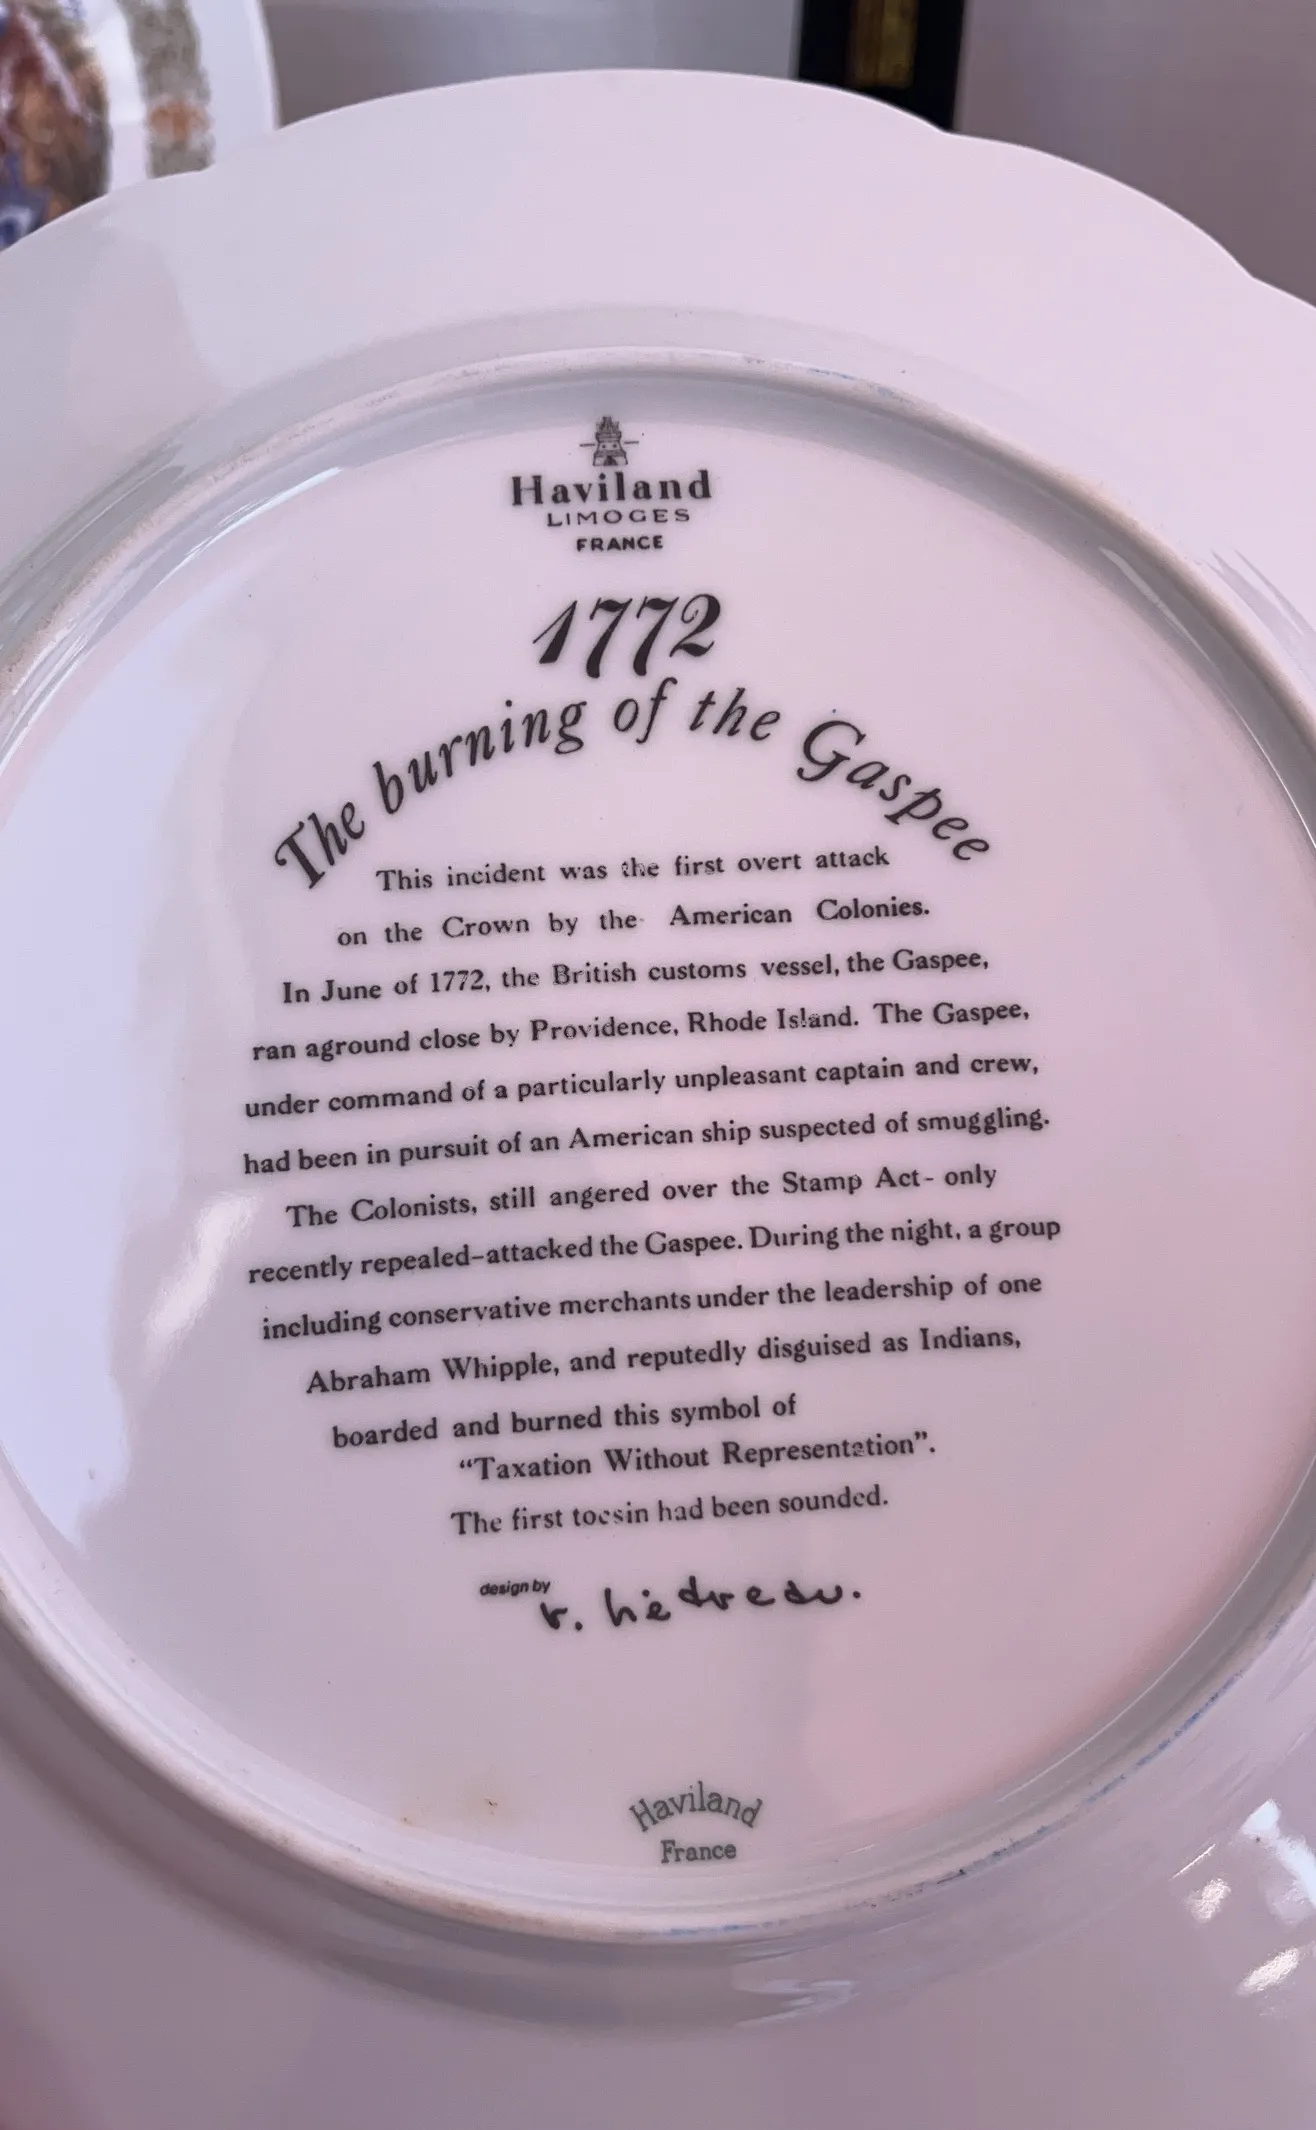 Haviland
LIMOGES
FRANCE
1772
The burning of the Gaspee
This incident was the first overt attack
on the Crown by the American Colonies.
In June of 1772, the British customs vessel, the Gaspee,
ran aground close by Providence, Rhode Island. The Gaspee,
under command of a particularly unpleasant captain and crew,
had been in pursuit of an American ship suspected of smuggling.
The Colonists, still angered over the Stamp Act - only
recently repealed-attacked the Gaspee. During the night, a group
including conservative merchants under the leadership of one
Abraham Whipple, and reputedly disguised as Indians,
boarded and burned this symbol of
“Taxation Without Representation”.
The first tocsin had been sounded.
design by
r. hédreau.
Haviland
France